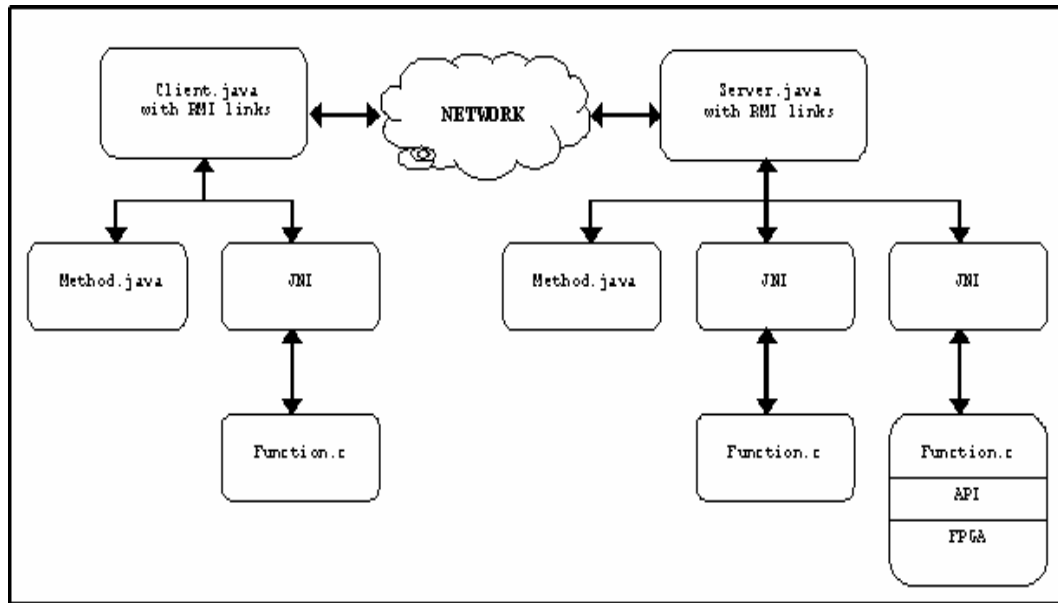 Client.java
with RMI links
NETWORK
Server.java
with RMI links
Method.java
JNI
Method.java
JNI
JNI
Function.c
Function.c
Function.c
API
FPGA